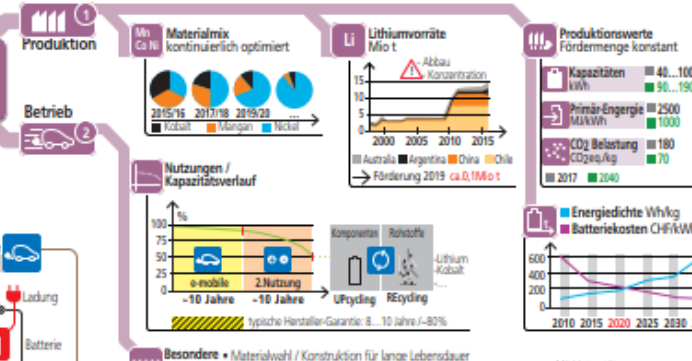 1
Produktion
Betrieb
2
Ladung
Batterie
Mn
Co Ni
Materialmix
kontinuierlich optimiert
2015/16 2017/18 2019/20 ...
Kobalt Mangan Nickel
Li
Lithiumvorräte
Mio t
Abbau
Konzentration
15
10
5
0
2000 2005 2010 2015
Australia Argentina China Chile
Förderung 2019 ca.0,1Mio t
Produktionswerte
Fördermenge konstant
Kapazitäten
kWh
40...100
90...190
Primär-Engergie
MJ/kWh
2500
1000
CO2 Belastung
CO2eq./kg
180
70
2017 2040
Nutzungen /
Kapazitätsverlauf
%
100
75
50
25
0
e-mobile 2.Nutzung
~10 Jahre ~10 Jahre
Komponenten Rohstoffe
-Lithium
-Kobalt
-...
UPcycling REcycling
typische Hersteller-Garantie: 8...10 Jahre /~80%
Energiedichte Wh/kg
Batteriekosten CHF/kWh
600
400
200
0
2010 2015 2020 2025 2030
Besondere • Materialwahl / Konstruktion für lange Lebensdauer